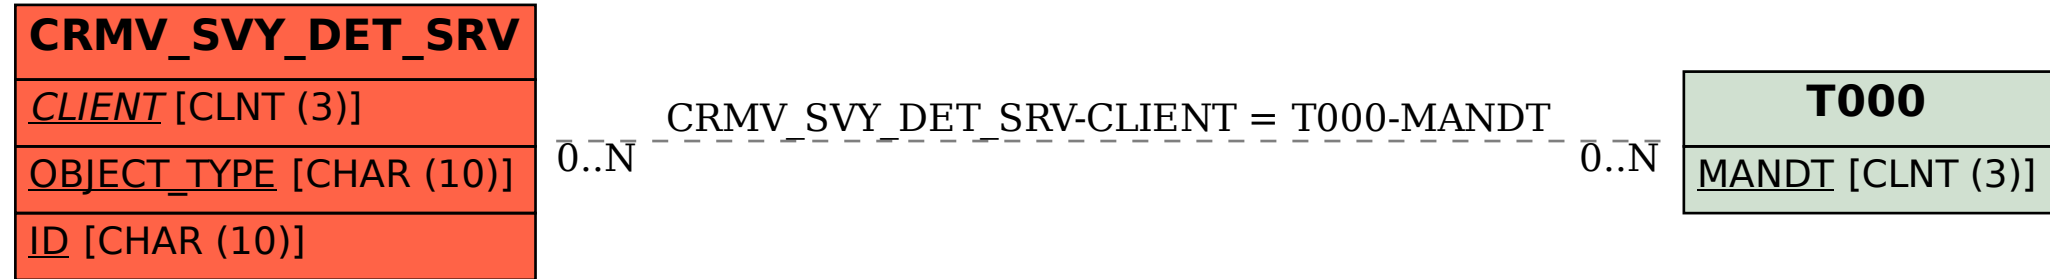 CRMV_SVY_DET_SRV
CLIENT [CLNT (3)]
OBJECT_TYPE [CHAR (10)]
ID [CHAR (10)]
CRMV_SVY_DET_SRV-CLIENT = T000-MANDT
0..N
0..N
T000
MANDT [CLNT (3)]